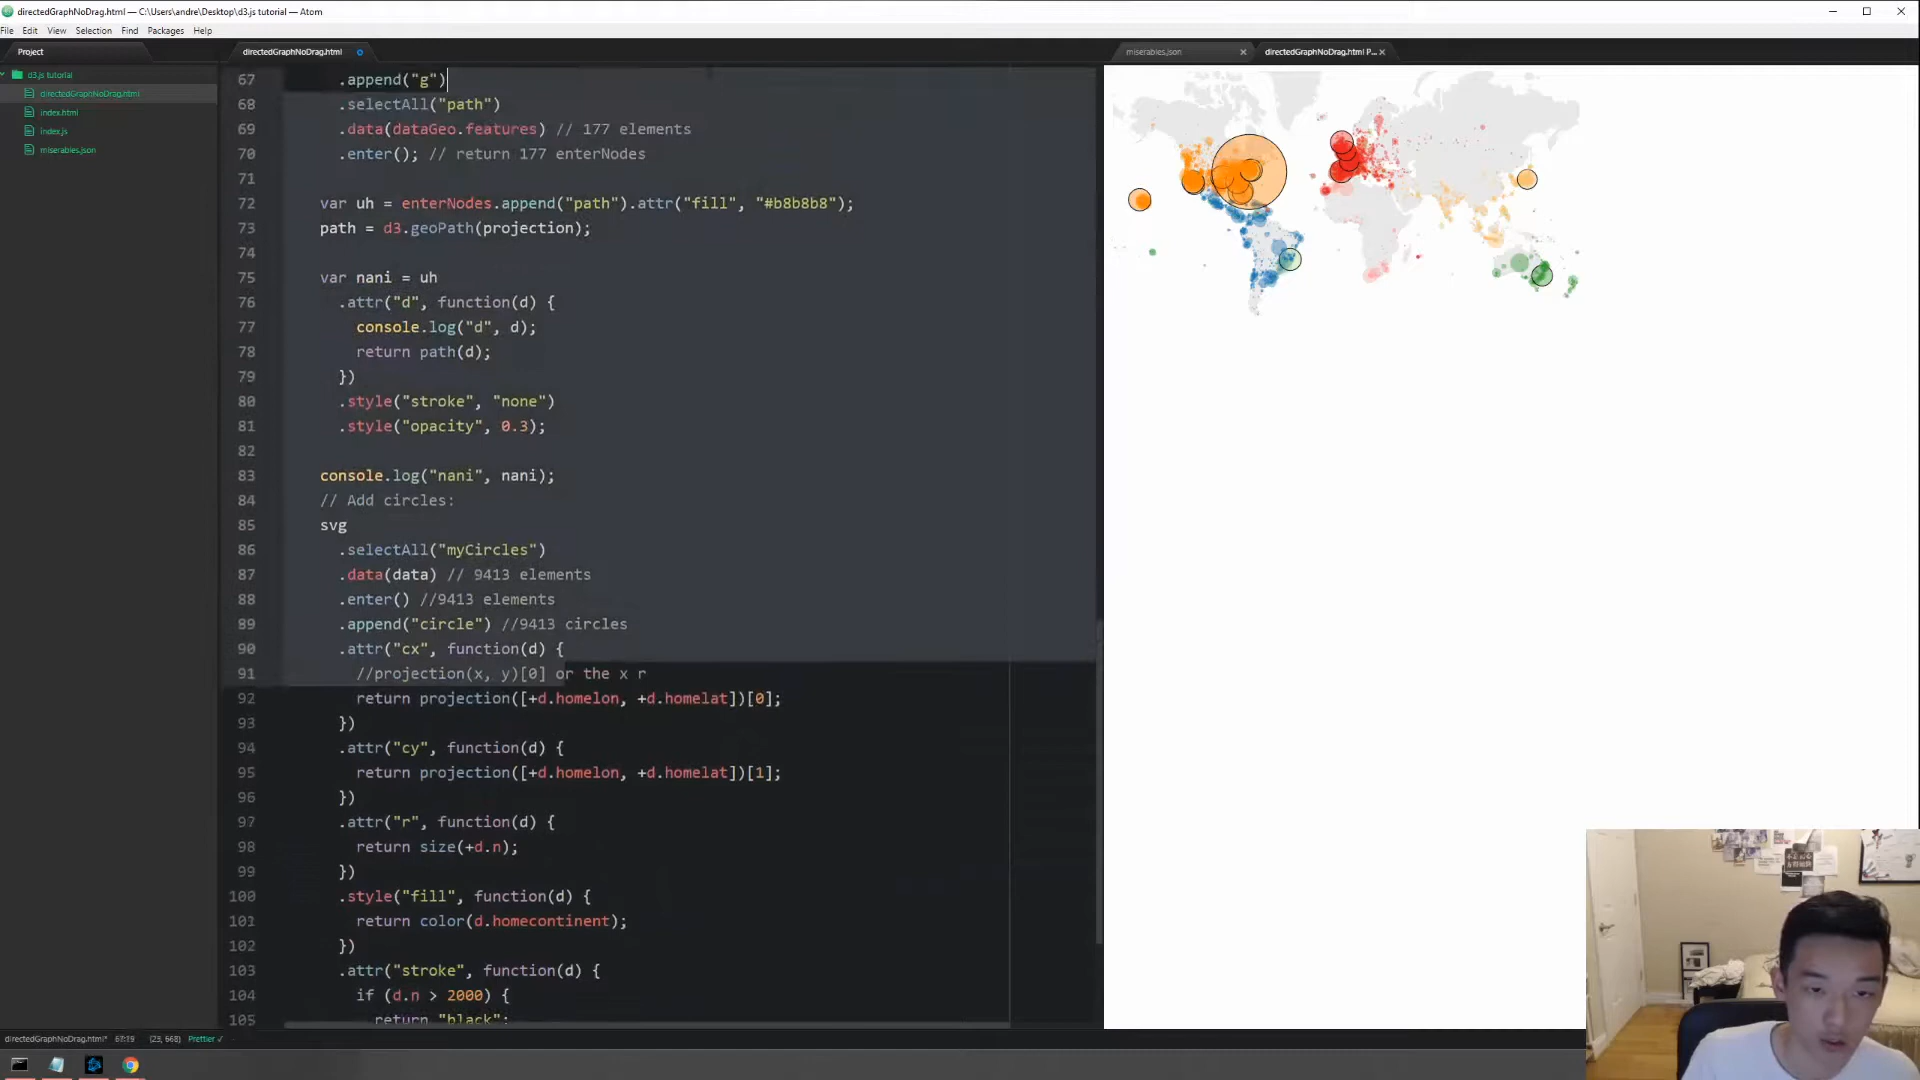 directedGraphNoDrag.html — C:\Users\andre\Desktop\d3.js tutorial — Atom
File Edit View Selection Find Packages Help
Project
directedGraphNoDrag.html
miserables.json
directedGraphNoDrag.html P...
d3.js tutorial
directedGraphNoDrag.html
index.html
index.js
miserables.json
67 .append("g")
68 .selectAll("path")
69 .data(dataGeo.features) // 177 elements
70 .enter(); // return 177 enterNodes
71
72 var uh = enterNodes.append("path").attr("fill", "#b8b8b8");
73 path = d3.geoPath(projection);
74
75 var nani = uh
76 .attr("d", function(d) {
77 console.log("d", d);
78 return path(d);
79 })
80 .style("stroke", "none")
81 .style("opacity", 0.3);
82
83 console.log("nani", nani);
84 // Add circles:
85 svg
86 .selectAll("myCircles")
87 .data(data) // 9413 elements
88 .enter() //9413 elements
89 .append("circle") //9413 circles
90 .attr("cx", function(d) {
91 //projection(x, y)[0] or the x r
92 return projection([+d.homelon, +d.homelat])[0];
93 })
94 .attr("cy", function(d) {
95 return projection([+d.homelon, +d.homelat])[1];
96 })
97 .attr("r", function(d) {
98 return size(+d.n);
99 })
100 .style("fill", function(d) {
101 return color(d.homecontinent);
102 })
103 .attr("stroke", function(d) {
104 if (d.n > 2000) {
105 return "black";
directedGraphNoDrag.html* 67:19 (23, 668) Prettier ✓